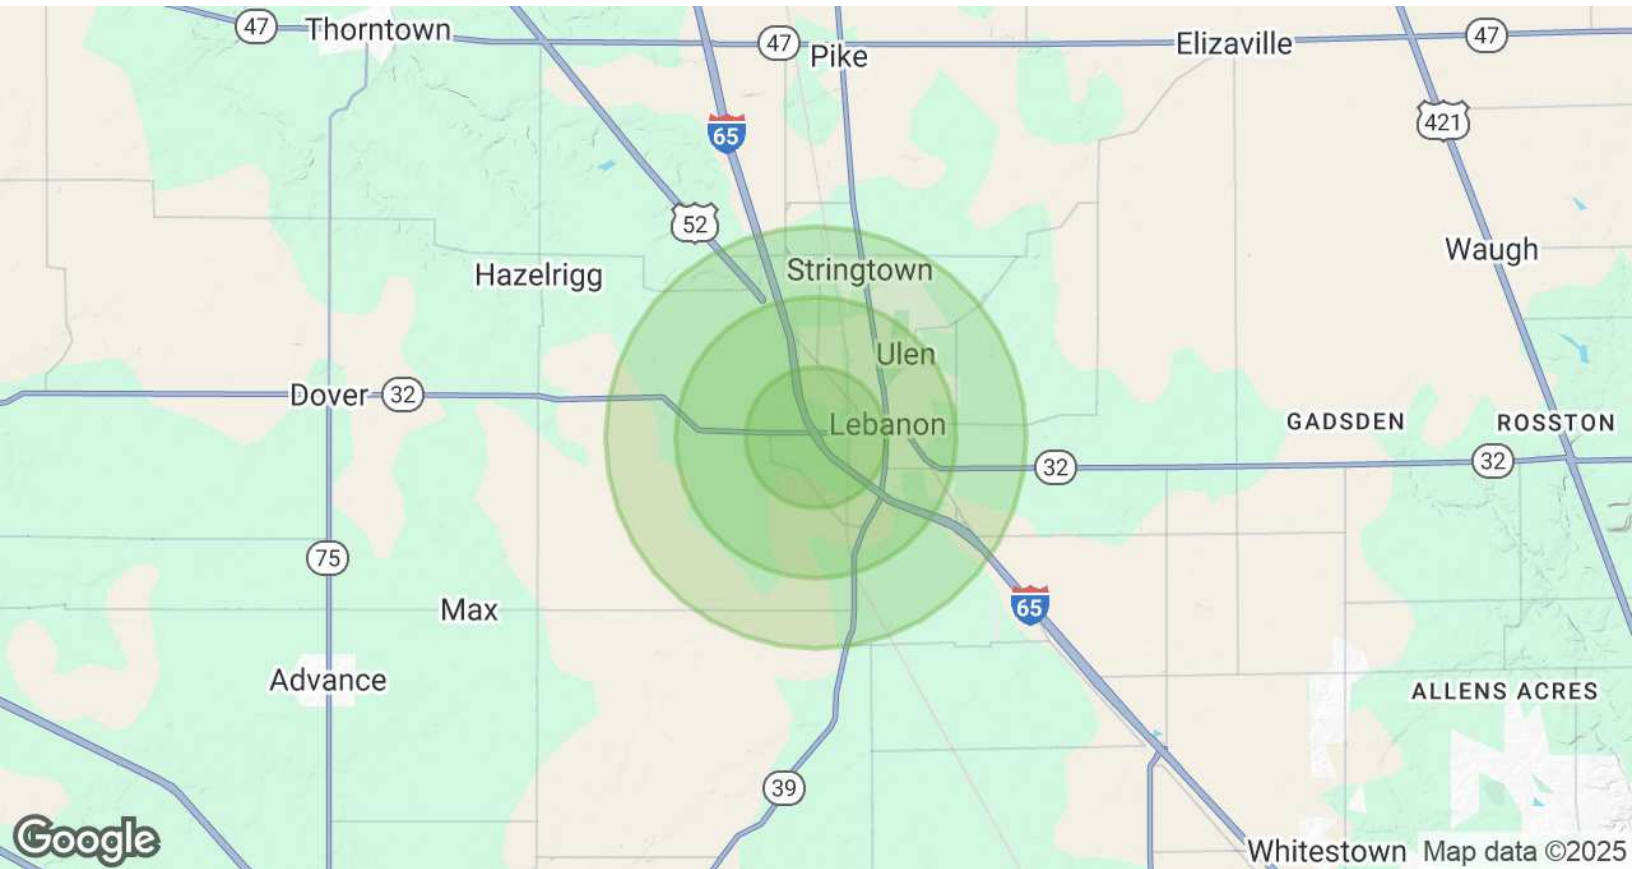 47
Thorntown
47
Pike
Elizaville
47
65
421
52
Waugh
Stringtown
Hazelrigg
Ulen
Dover
32
Lebanon
GADSDEN
ROSSTON
32
32
75
Max
65
Advance
ALLENS ACRES
39
Google
Whitestown
Map data ©2025